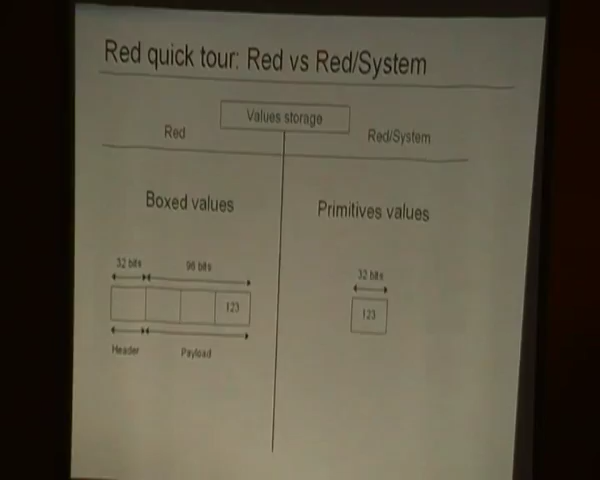 Red quick tour: Red vs Red/System
Values storage
Red
Red/System
Boxed values
Primitives values
32 bits
96 bits
32 bits
123
123
Header
Payload